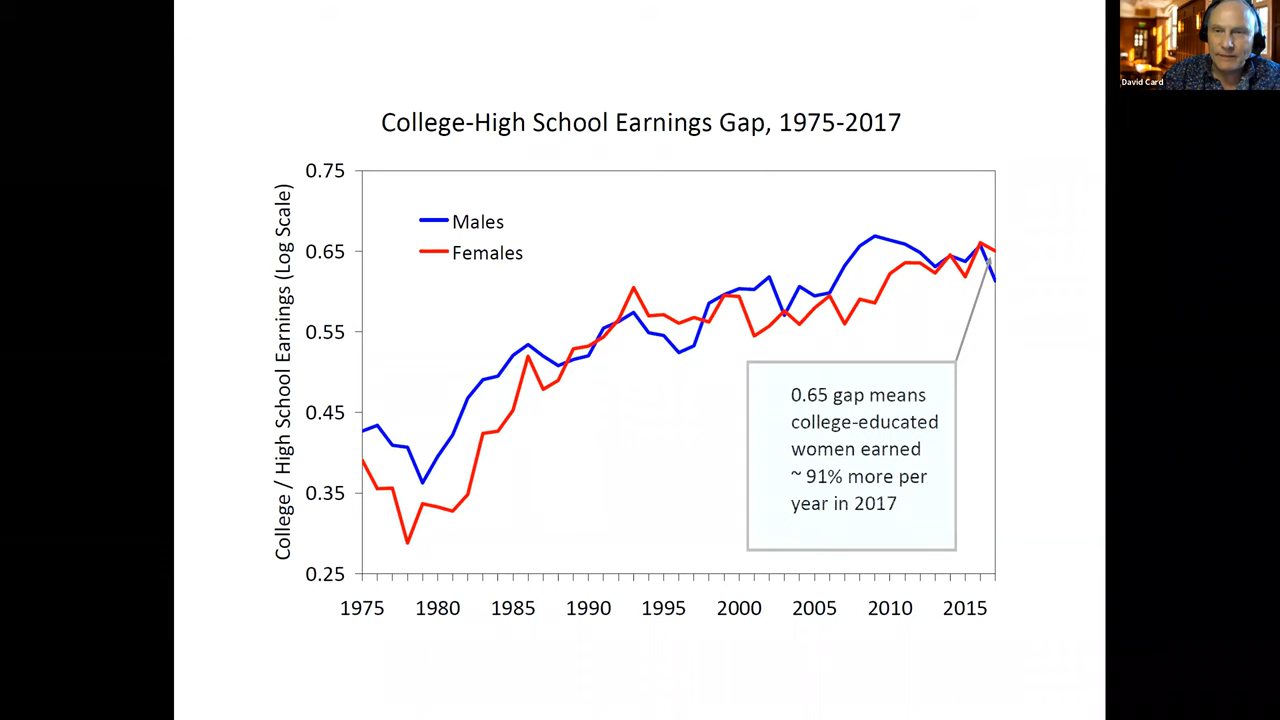 David Card
College-High School Earnings Gap, 1975-2017
College / High School Earnings (Log Scale)
0.75
0.65
0.55
0.45
0.35
0.25
Males
Females
0.65 gap means
college-educated
women earned
~ 91% more per
year in 2017
1975 1980 1985 1990 1995 2000 2005 2010 2015